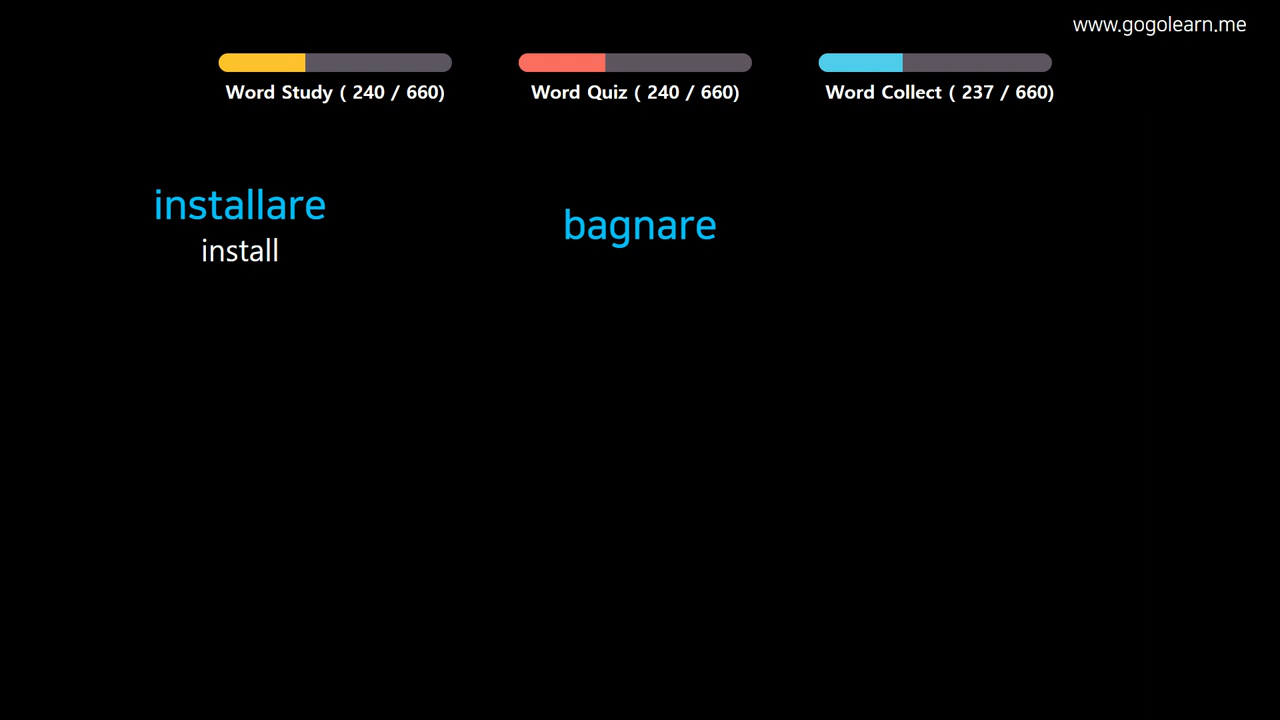 www.gogolearn.me
Word Study ( 240 / 660)
Word Quiz ( 240 / 660)
Word Collect ( 237 / 660)
installare
install
bagnare